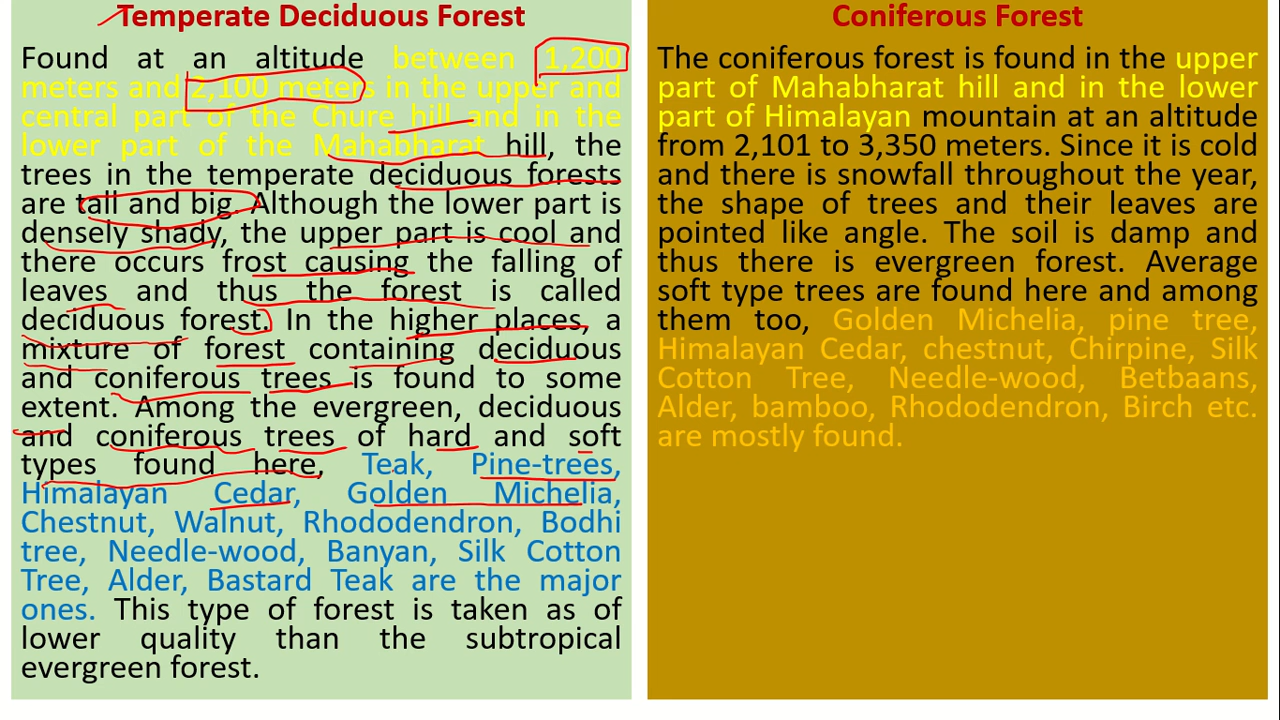 Temperate Deciduous Forest
Found at an altitude between 1,200
meters and 2,100 meters in the upper and
central part of the Chure hill and in the
lower part of the Mahabharat hill, the
trees in the temperate deciduous forests
are tall and big. Although the lower part is
densely shady, the upper part is cool and
there occurs frost causing the falling of
leaves and thus the forest is called
deciduous forest. In the higher places, a
mixture of forest containing deciduous
and coniferous trees is found to some
extent. Among the evergreen, deciduous
and coniferous trees of hard and soft
types found here, Teak, Pine-trees,
Himalayan Cedar, Golden Michelia,
Chestnut, Walnut, Rhododendron, Bodhi
tree, Needle-wood, Banyan, Silk Cotton
Tree, Alder, Bastard Teak are the major
ones. This type of forest is taken as of
lower quality than the subtropical
evergreen forest.
Coniferous Forest
The coniferous forest is found in the upper
part of Mahabharat hill and in the lower
part of Himalayan mountain at an altitude
from 2,101 to 3,350 meters. Since it is cold
and there is snowfall throughout the year,
the shape of trees and their leaves are
pointed like angle. The soil is damp and
thus there is evergreen forest. Average
soft type trees are found here and among
them too, Golden Michelia, pine tree,
Himalayan Cedar, chestnut, Chirpine, Silk
Cotton Tree, Needle-wood, Betbaans,
Alder, bamboo, Rhododendron, Birch etc.
are mostly found.